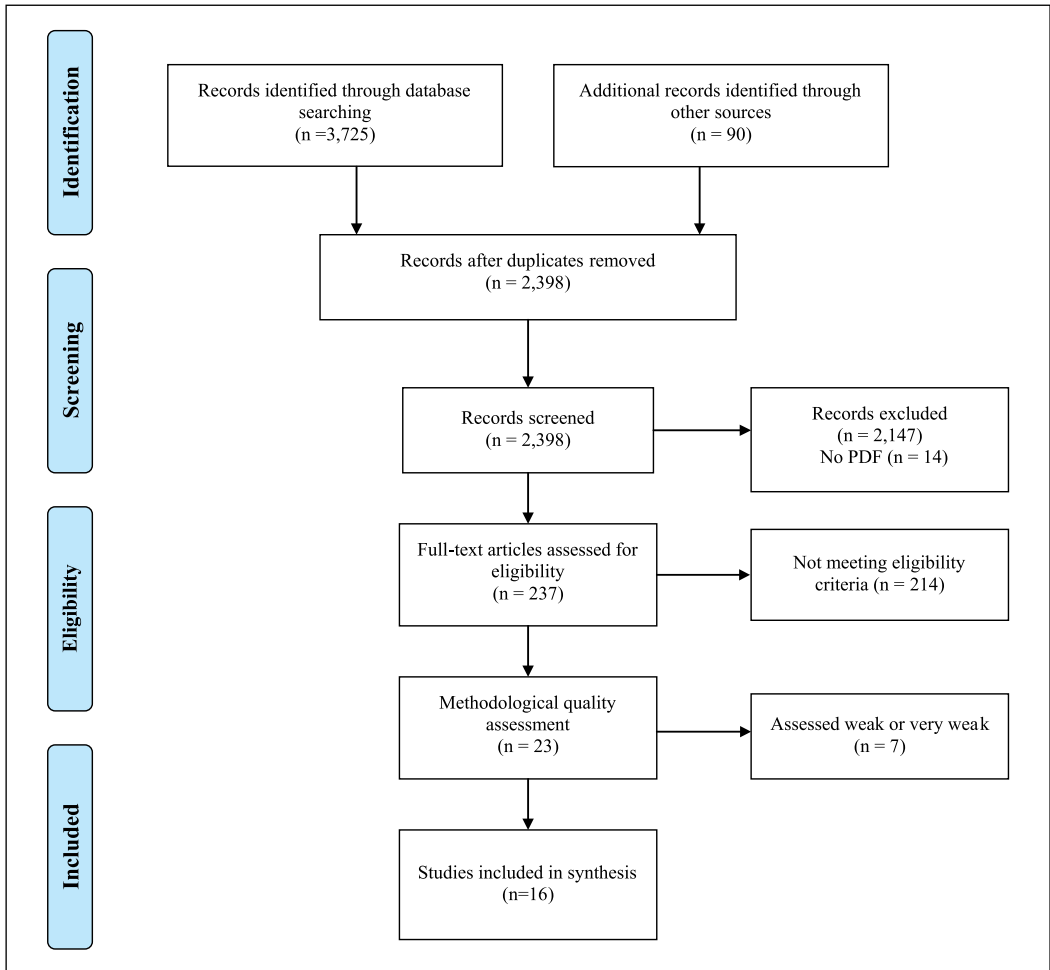 Identification
Records identified through database
searching
(n =3,725)
Additional records identified through
other sources
(n = 90)
Records after duplicates removed
(n = 2,398)
Screening
Records screened
(n = 2,398)
Records excluded
(n = 2,147)
No PDF (n = 14)
Eligibility
Full-text articles assessed for
eligibility
(n = 237)
Not meeting eligibility
criteria (n = 214)
Methodological quality
assessment
(n = 23)
Assessed weak or very weak
(n = 7)
Included
Studies included in synthesis
(n=16)